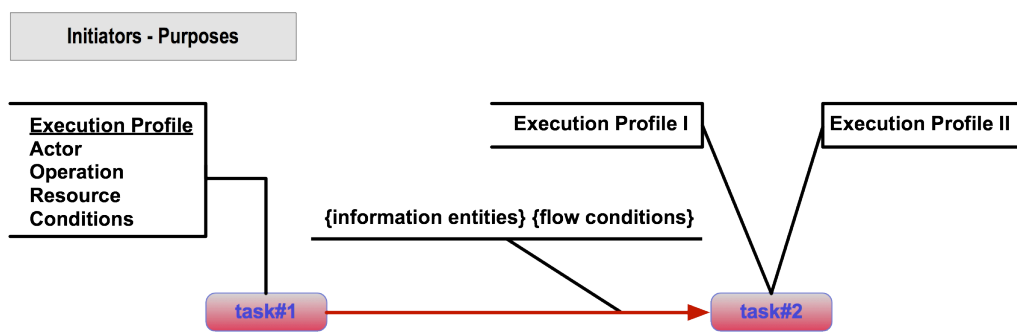 Initiators - Purposes
Execution Profile
Actor
Operation
Resource
Conditions
Execution Profile I
Execution Profile II
{information entities} {flow conditions}
task#1
task#2